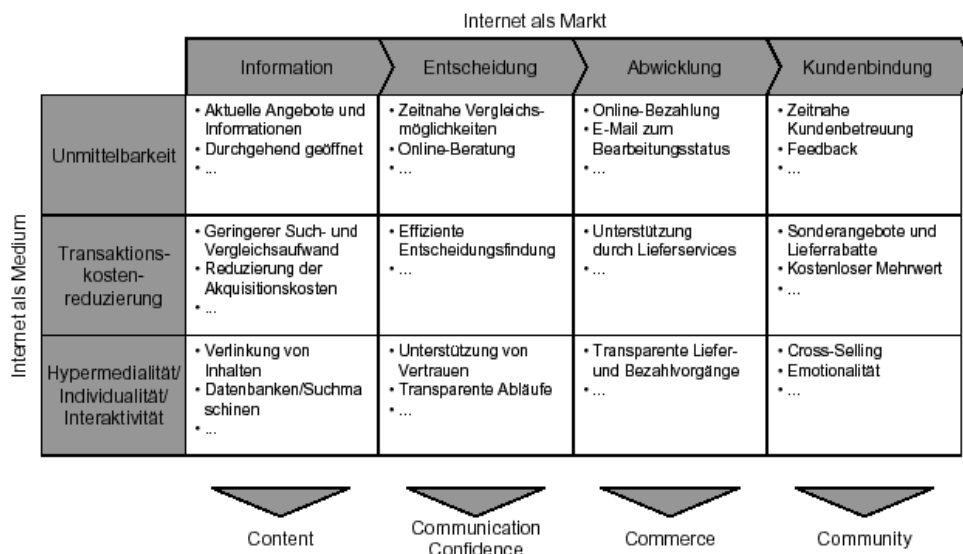 Internet als Markt
Information
Entscheidung
Abwicklung
Kundenbindung
Internet als Medium
Unmittelbarkeit
• Aktuelle Angebote und
Informationen
• Durchgehend geöffnet
• ...
• Zeitnahe Vergleichs-
möglichkeiten
• Online-Beratung
• ...
• Online-Bezahlung
• E-Mail zum
Bearbeitungsstatus
• ...
• Zeitnahe
Kundenbetreuung
• Feedback
• ...
Transaktions-
kosten-
reduzierung
• Geringerer Such- und
Vergleichsaufwand
• Reduzierung der
Akquisitionskosten
• ...
• Effiziente
Entscheidungsfindung
• ...
• Unterstützung
durch Lieferservices
• ...
• Sonderangebote und
Lieferrabatte
• Kostenloser Mehrwert
• ...
Hypermedialität/
Individualität/
Interaktivität
• Verlinkung von
Inhalten
• Datenbanken/Suchma
schinen
• ...
• Unterstützung von
Vertrauen
• Transparente Abläufe
• ...
• Transparente Liefer-
und Bezahlvorgänge
• ...
• Cross-Selling
• Emotionalität
• ...
Content
Communication
Confidence
Commerce
Community